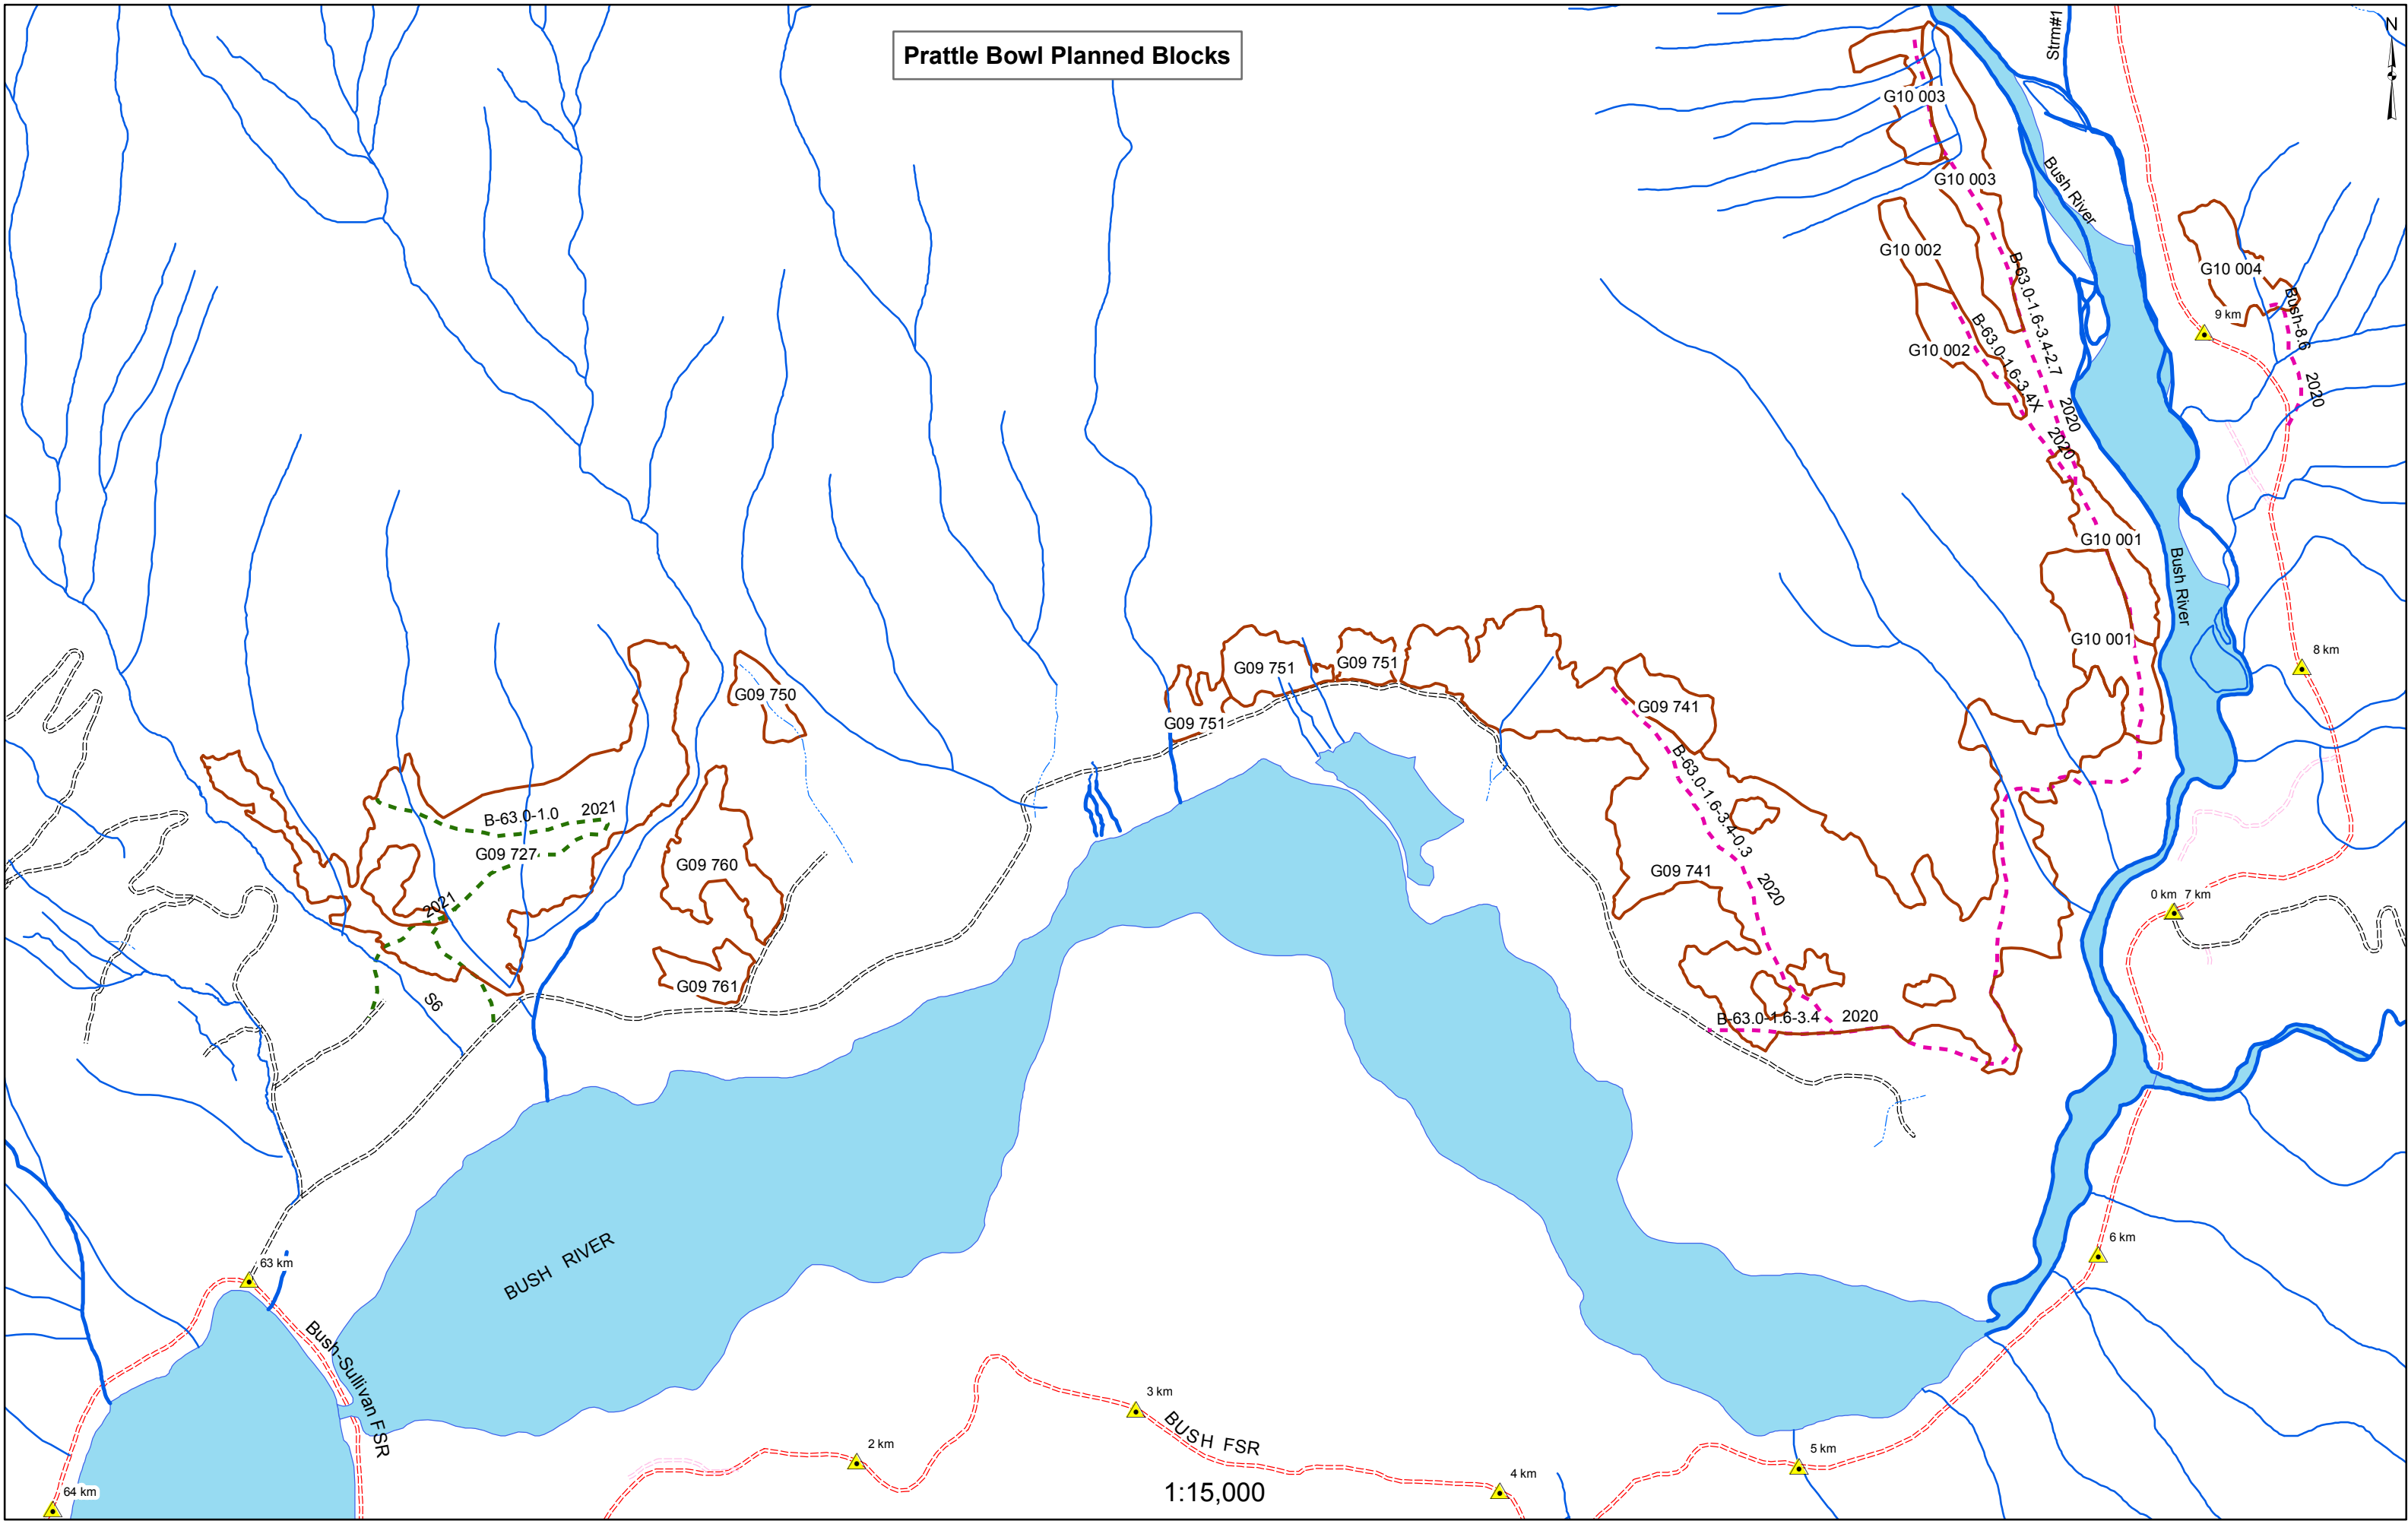 Prattle Bowl Planned Blocks
N
Strm#1
G10 003
G10 003
Bush River
G10 002
G10 004
B-63.0-1.6-3.4-2.7
2020
Bush-8.6
2020
9 km
G10 002
B-63.0-1.6-3.4X
2020
G10 001
Bush River
G10 001
8 km
G09 751
G09 751
G09 750
G09 751
G09 741
B-63.0-1.6-3.4-0.3
2020
B-63.0-1.0
2021
G09 727
G09 760
G09 741
2021
0 km
7 km
G09 761
S6
B-63.0-1.6-3.4
2020
BUSH RIVER
63 km
6 km
Bush-Sullivan FSR
3 km
BUSH FSR
2 km
5 km
4 km
64 km
1:15,000